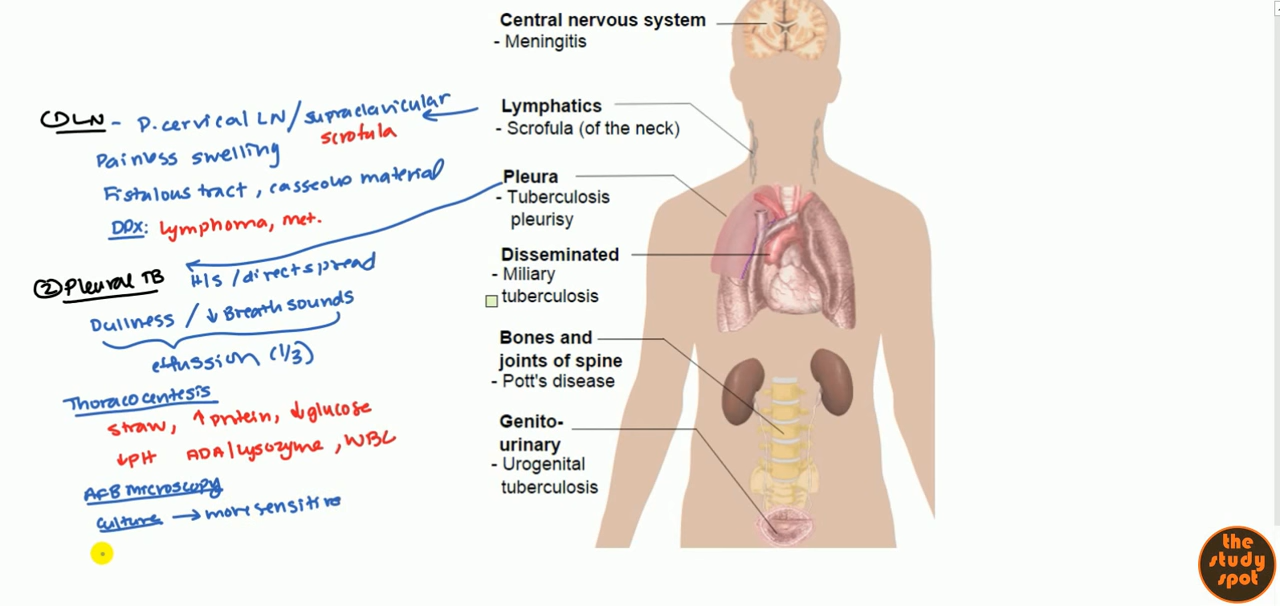 ① LN - P. cervical LN / supraclavicular
scrofula
Painless swelling
Fistulous tract, casseous material
DDx: lymphoma, met.
② Pleural TB H/S / direct spread
Dullness / ↓ Breath sounds
effussion (1/3)
Thoracocentesis
straw, ↑ protein, ↓ glucose
↓ PH ADA / Lysozyme, WBC
AFB microscopy
culture → more sensitive
Central nervous system
- Meningitis
Lymphatics
- Scrofula (of the neck)
Pleura
- Tuberculosis
pleurisy
Disseminated
- Miliary
tuberculosis
Bones and
joints of spine
- Pott's disease
Genito-
urinary
- Urogenital
tuberculosis
the
study
spot